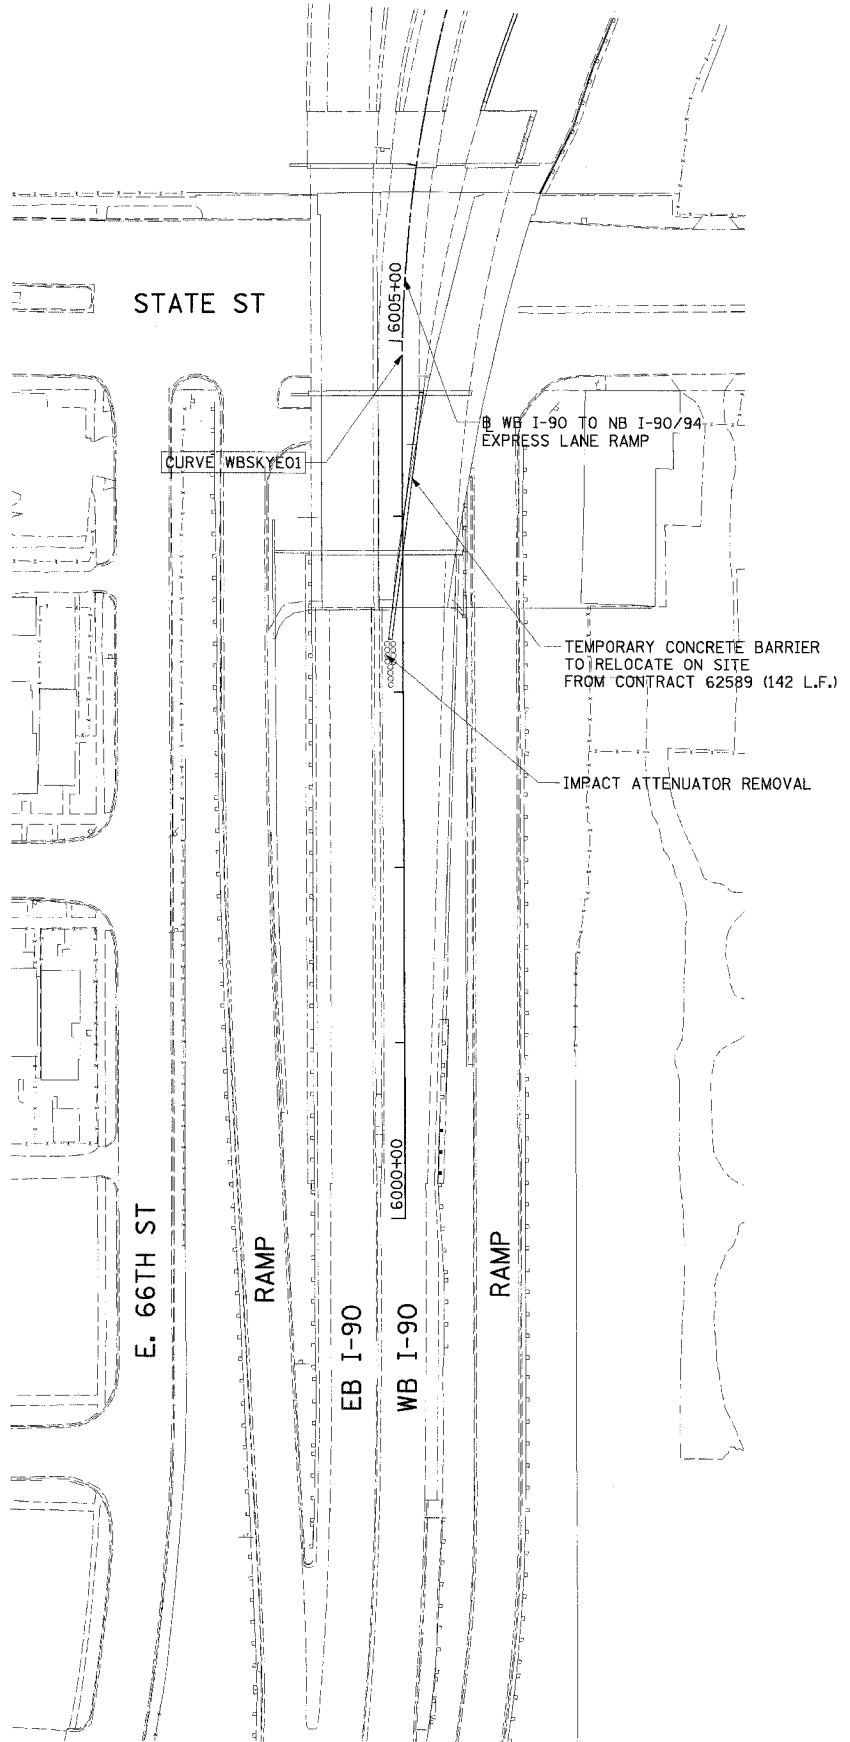 STATE ST
6005+00
℄ WB I-90 TO NB I-90/94
EXPRESS LANE RAMP
CURVE WBSKYE01
TEMPORARY CONCRETE BARRIER
TO RELOCATE ON SITE
FROM CONTRACT 62589 (142 L.F.)
IMPACT ATTENUATOR REMOVAL
6000+00
E. 66TH ST
RAMP
EB I-90
WB I-90
RAMP